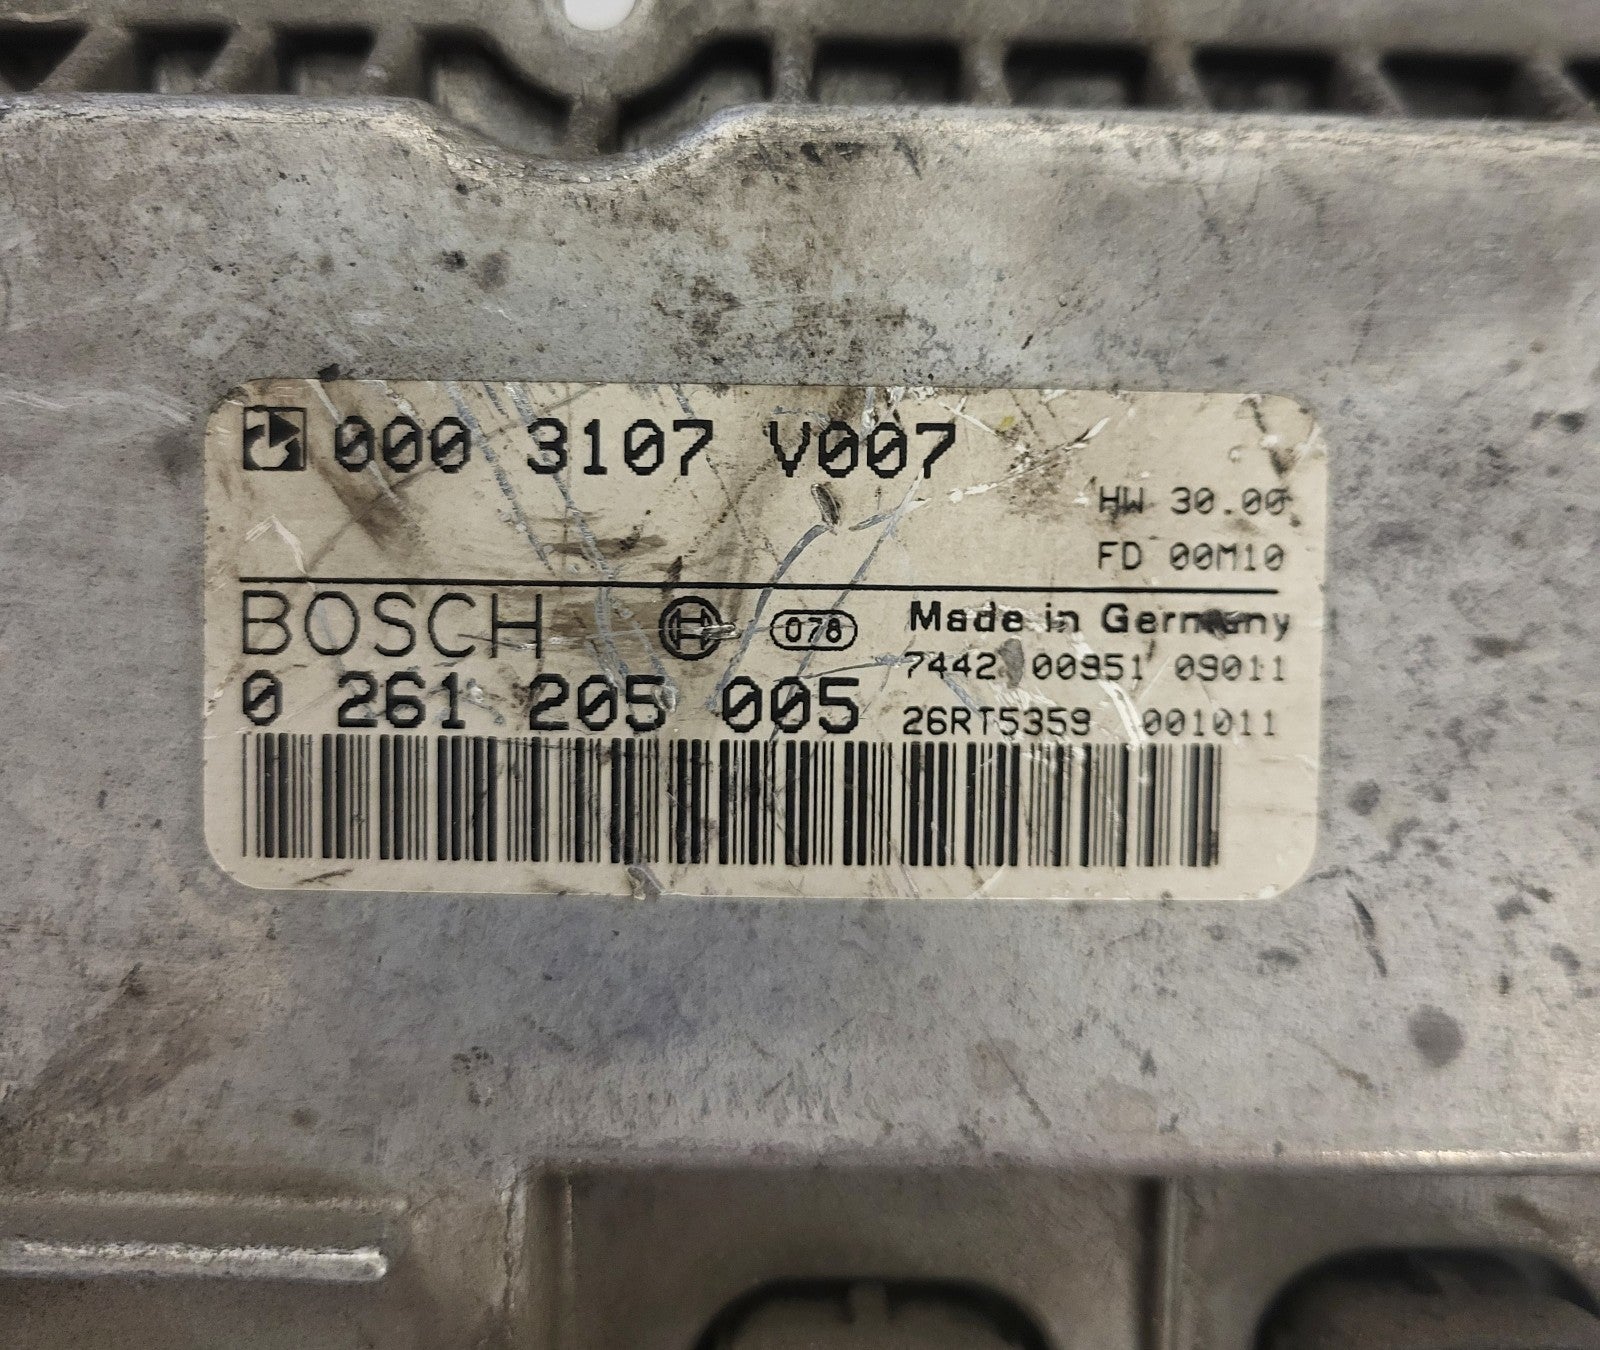 000 3107 V007
HW 30.00
FD 00M10
BOSCH 078 Made in Germany
0 261 205 005
7442 00951 09011
26RT5359 001011